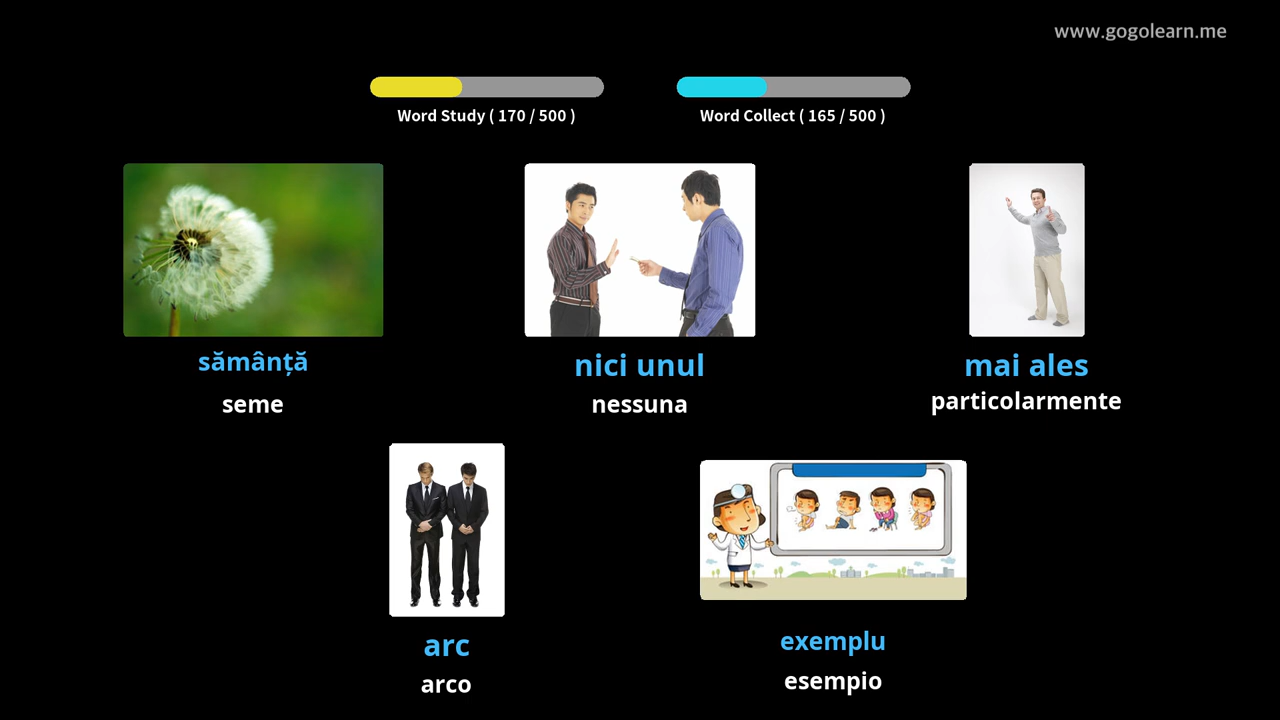 www.gogolearn.me
Word Study ( 170 / 500 )
Word Collect ( 165 / 500 )
sămânță
seme
nici unul
nessuna
mai ales
particolarmente
arc
arco
exemplu
esempio